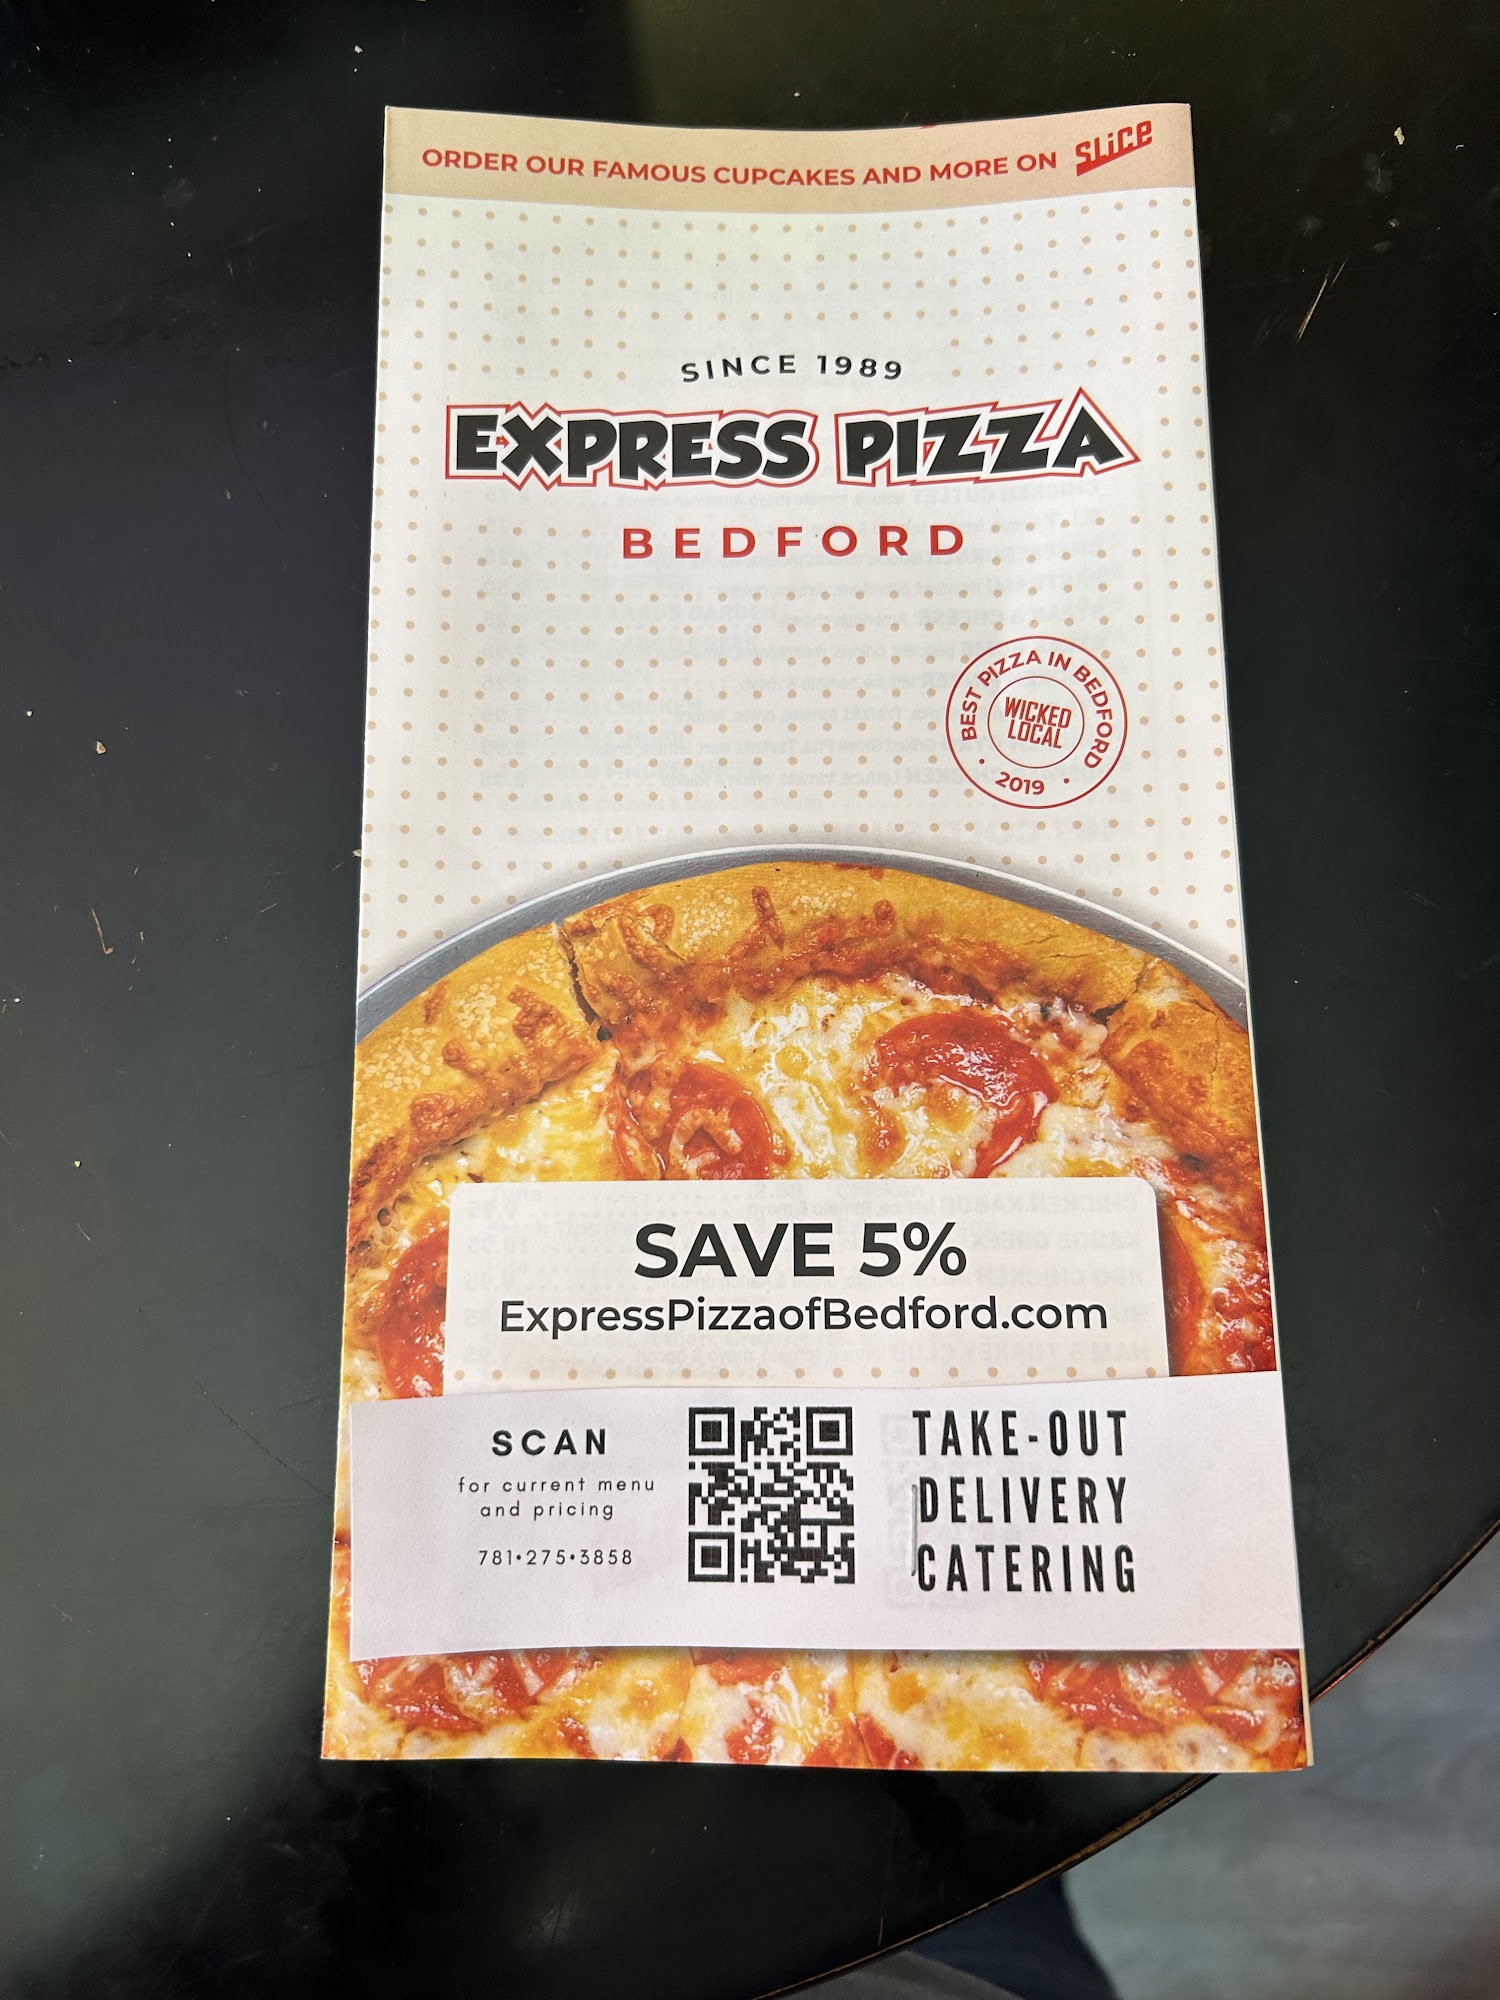 ORDER OUR FAMOUS CUPCAKES AND MORE ON SLICE
SINCE 1989
EXPRESS PIZZA
BEDFORD
BEST PIZZA IN BEDFORD
WICKED
LOCAL
• 2019 •
SAVE 5%
ExpressPizzaofBedford.com
SCAN
for current menu
and pricing
781•275•3858
TAKE-OUT
DELIVERY
CATERING